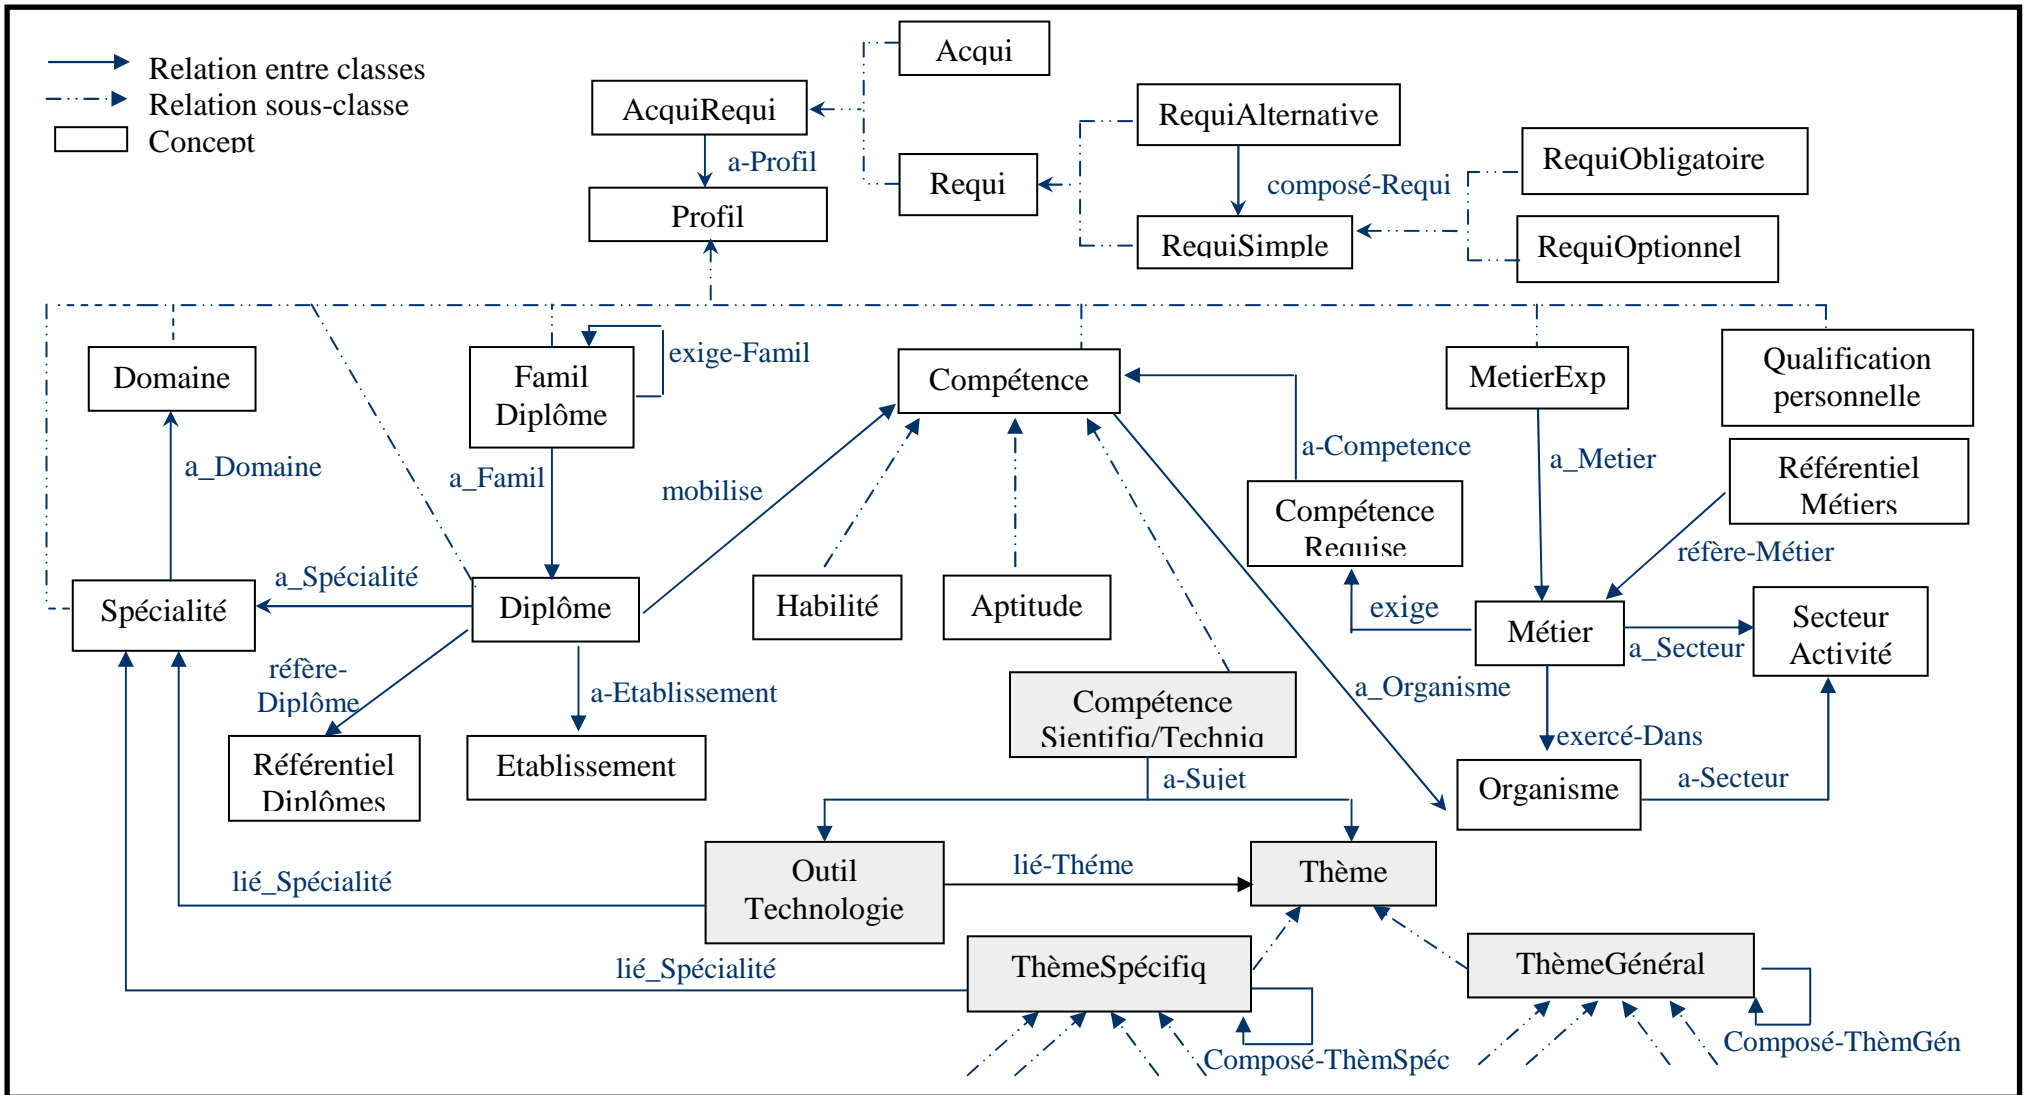 Relation entre classes
Relation sous-classe
Concept
Acqui
AcquiRequi
a-Profil
Profil
Requi
RequiAlternative
composé-Requi
RequiSimple
RequiObligatoire
RequiOptionnel
Domaine
Famil
Diplôme
exige-Famil
Compétence
MetierExp
Qualification
personnelle
a_Domaine
a_Famil
mobilise
a-Competence
a_Metier
Référentiel
Métiers
Compétence
Requise
réfère-Métier
Spécialité
a_Spécialité
Diplôme
Habilité
Aptitude
exige
Métier
a_Secteur
Secteur
Activité
réfère-
Diplôme
a-Etablissement
Compétence
Sientifiq/Techniq
a_Organisme
exercé-Dans
Référentiel
Diplômes
Etablissement
a-Sujet
Organisme
a-Secteur
lié_Spécialité
Outil
Technologie
lié-Théme
Thème
lié_Spécialité
ThèmeSpécifiq
ThèmeGénéral
Composé-ThèmSpéc
Composé-ThèmGén